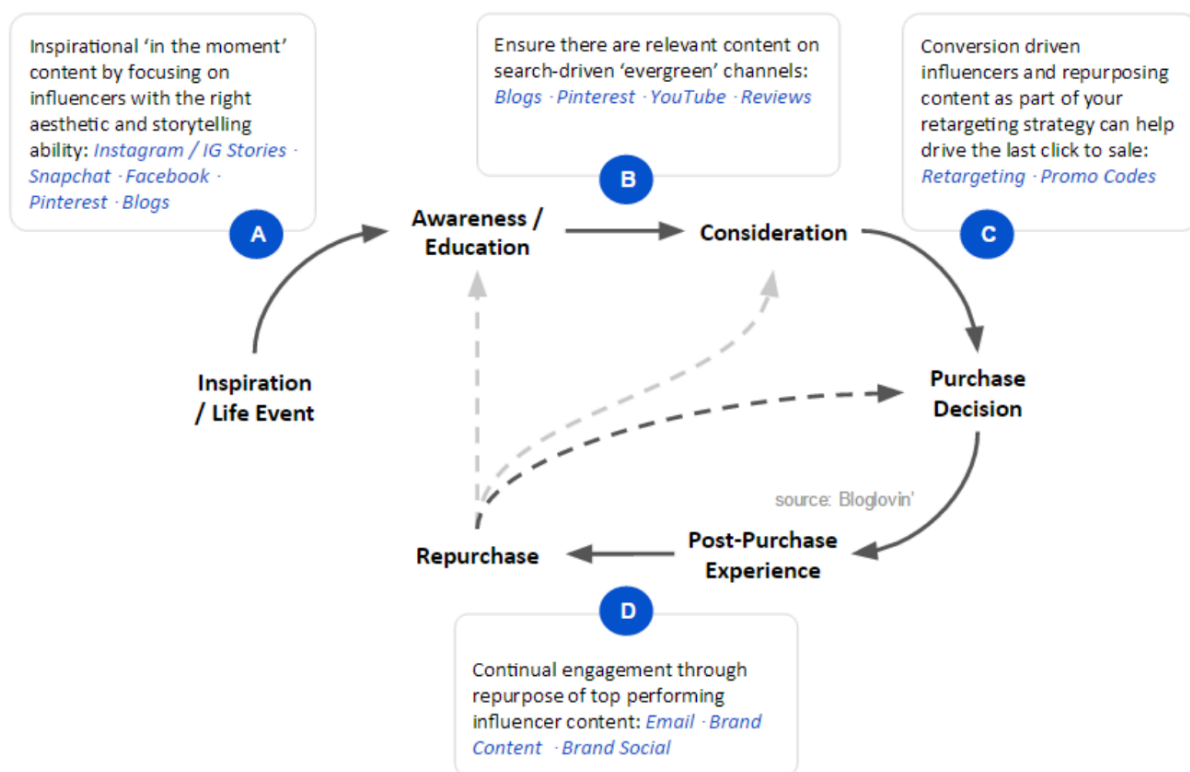 Inspirational ‘in the moment’
content by focusing on
influencers with the right
aesthetic and storytelling
ability: Instagram / IG Stories ·
Snapchat · Facebook ·
Pinterest · Blogs
A
Ensure there are relevant content on
search-driven ‘evergreen’ channels:
Blogs · Pinterest · YouTube · Reviews
B
Conversion driven
influencers and repurposing
content as part of your
retargeting strategy can help
drive the last click to sale:
Retargeting · Promo Codes
C
Awareness /
Education
Consideration
Inspiration
/ Life Event
Purchase
Decision
source: Bloglovin'
Post-Purchase
Experience
Repurchase
D
Continual engagement through
repurpose of top performing
influencer content: Email · Brand
Content · Brand Social